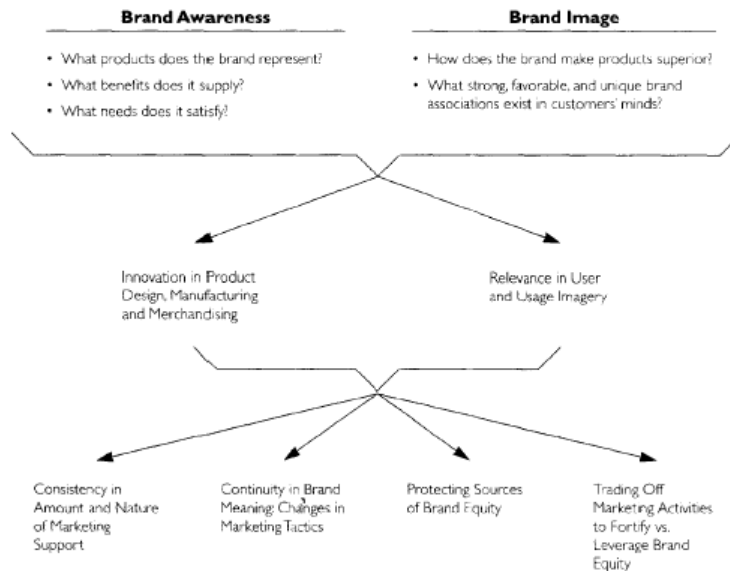 Brand Awareness
• What products does the brand represent?
• What benefits does it supply?
• What needs does it satisfy?
Brand Image
• How does the brand make products superior?
• What strong, favorable, and unique brand
associations exist in customers' minds?
Innovation in Product
Design, Manufacturing
and Merchandising
Relevance in User
and Usage Imagery
Consistency in
Amount and Nature
of Marketing
Support
Continuity in Brand
Meaning: Changes in
Marketing Tactics
Protecting Sources
of Brand Equity
Trading Off
Marketing Activities
to Fortify vs.
Leverage Brand
Equity